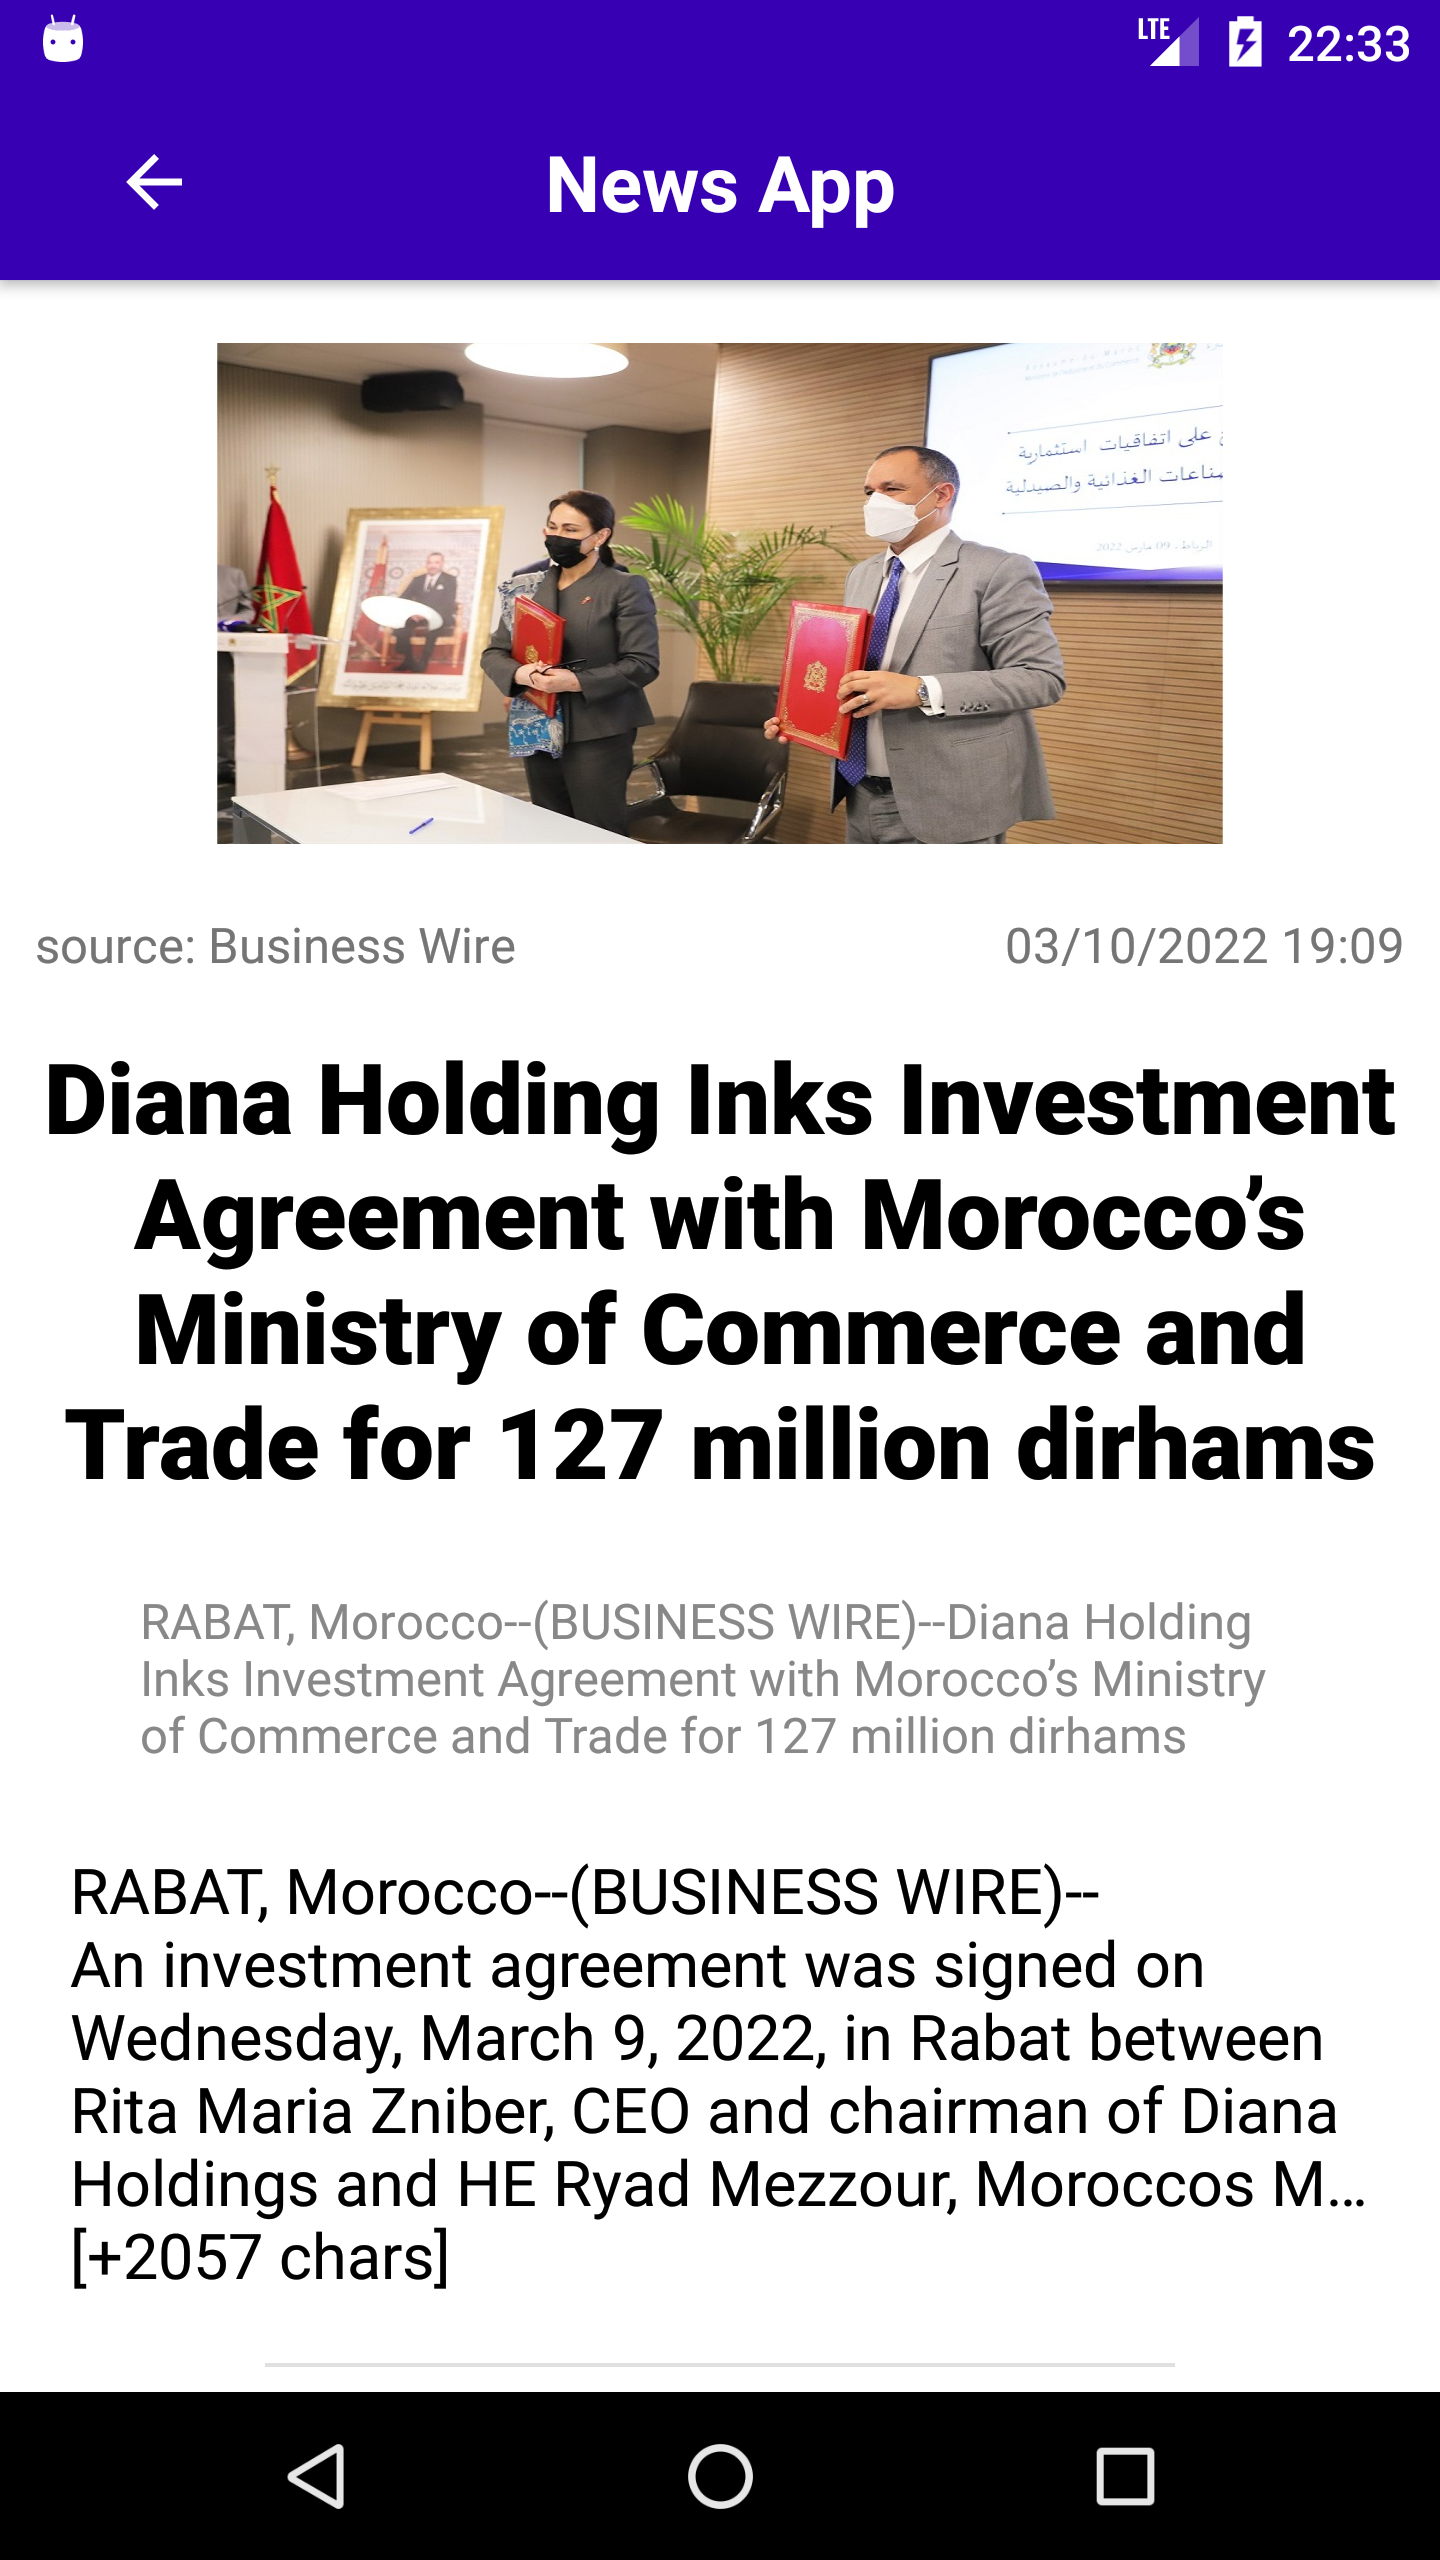 LTE 22:33
News App
على اتفاقيات استثمارية
الغذائية والصيدلية
الرباط، 09 مارس 2022
source: Business Wire 03/10/2022 19:09
Diana Holding Inks Investment
Agreement with Morocco’s
Ministry of Commerce and
Trade for 127 million dirhams
RABAT, Morocco--(BUSINESS WIRE)--Diana Holding
Inks Investment Agreement with Morocco’s Ministry
of Commerce and Trade for 127 million dirhams
RABAT, Morocco--(BUSINESS WIRE)--
An investment agreement was signed on
Wednesday, March 9, 2022, in Rabat between
Rita Maria Zniber, CEO and chairman of Diana
Holdings and HE Ryad Mezzour, Moroccos M…
[+2057 chars]